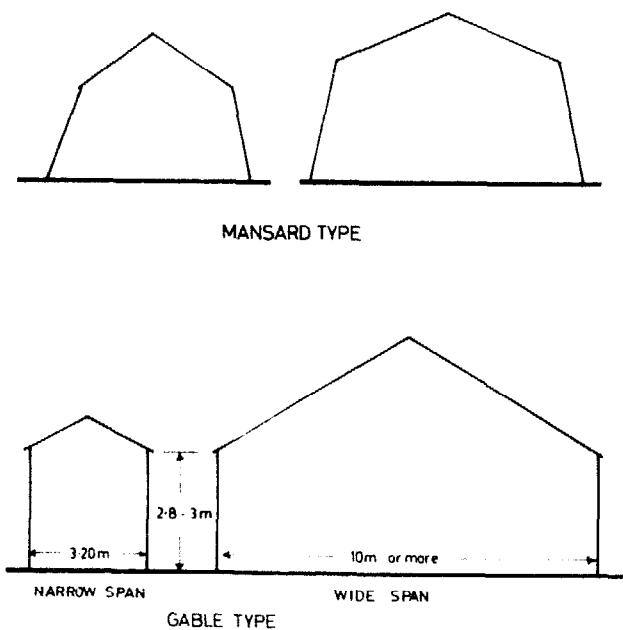 MANSARD TYPE
2·8 - 3m
3·20m
10m or more
NARROW SPAN
WIDE SPAN
GABLE TYPE